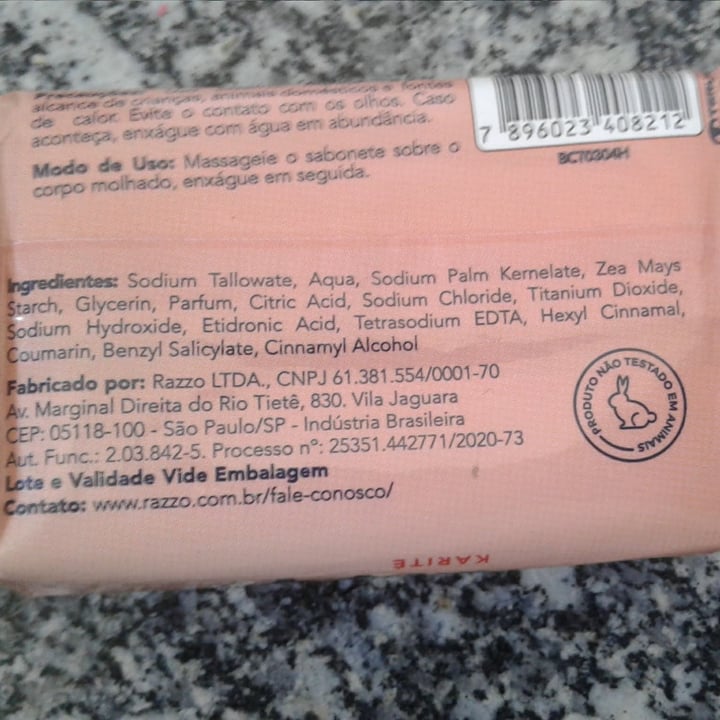 alcance de crianças, animais domésticos e fontes
de calor. Evite o contato com os olhos. Caso
aconteça, enxágue com água em abundância.
Modo de Uso: Massageie o sabonete sobre o
corpo molhado, enxágue em seguida.
7 896023 408212
BC70304H
Ingredientes: Sodium Tallowate, Aqua, Sodium Palm Kernelate, Zea Mays
Starch, Glycerin, Parfum, Citric Acid, Sodium Chloride, Titanium Dioxide,
Sodium Hydroxide, Etidronic Acid, Tetrasodium EDTA, Hexyl Cinnamal,
Coumarin, Benzyl Salicylate, Cinnamyl Alcohol
Fabricado por: Razzo LTDA., CNPJ 61.381.554/0001-70
Av. Marginal Direita do Rio Tietê, 830. Vila Jaguara
CEP: 05118-100 - São Paulo/SP - Indústria Brasileira
Aut. Func.: 2.03.842-5. Processo nº: 25351.442771/2020-73
Lote e Validade Vide Embalagem
Contato: www.razzo.com.br/fale-conosco/
PRODUTO NÃO TESTADO EM ANIMAIS
KARITÉ